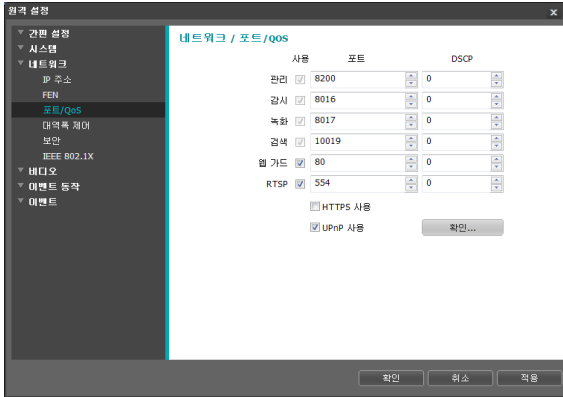 원격 설정
x
간편 설정
시스템
네트워크
IP 주소
FEN
포트/QoS
대역폭 제어
보안
IEEE 802.1X
비디오
이벤트 동작
이벤트
네트워크 / 포트/QoS
사용 포트 DSCP
관리 8200 0
감시 8016 0
녹화 8017 0
검색 10019 0
웹 가드 80 0
RTSP 554 0
HTTPS 사용
UPnP 사용 확인...
확인 취소 적용